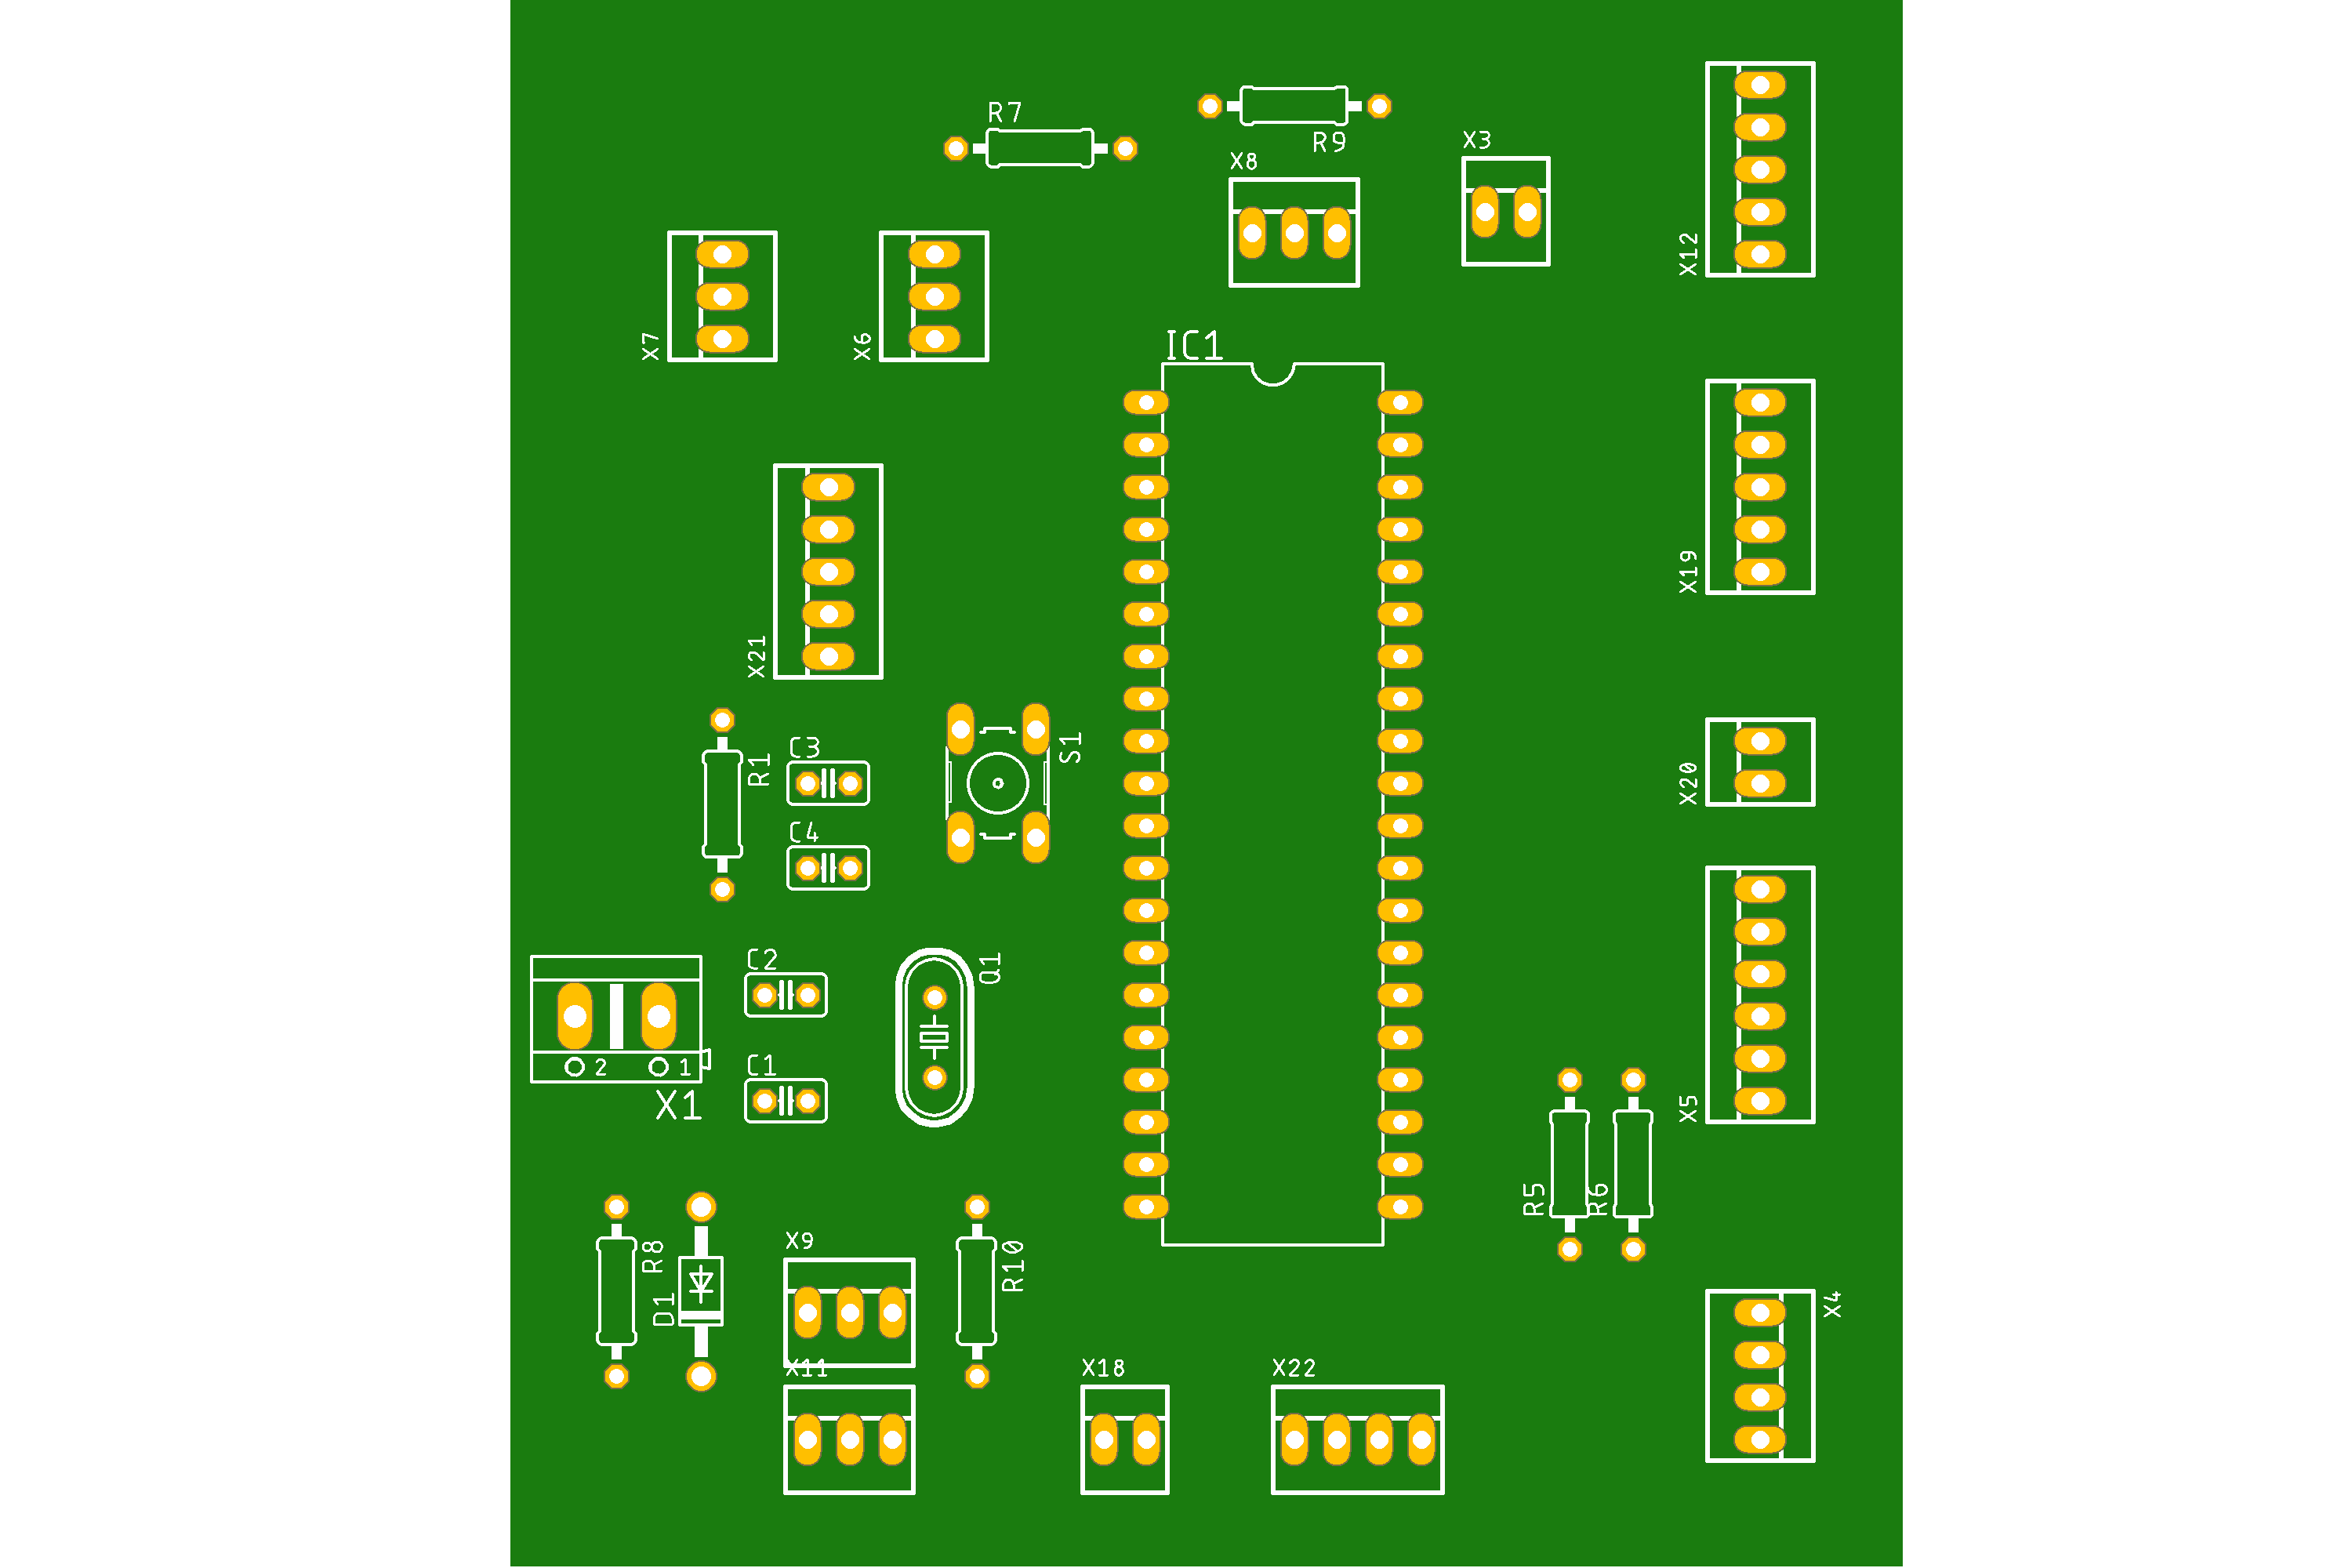 R7
R9
X3
X8
X12
X7
X6
IC1
X19
X21
C3
R1
S1
X20
C4
C2
Q1
2
1
X1
C1
X5
R5
R6
R8
D1
X9
R10
X4
X11
X18
X22